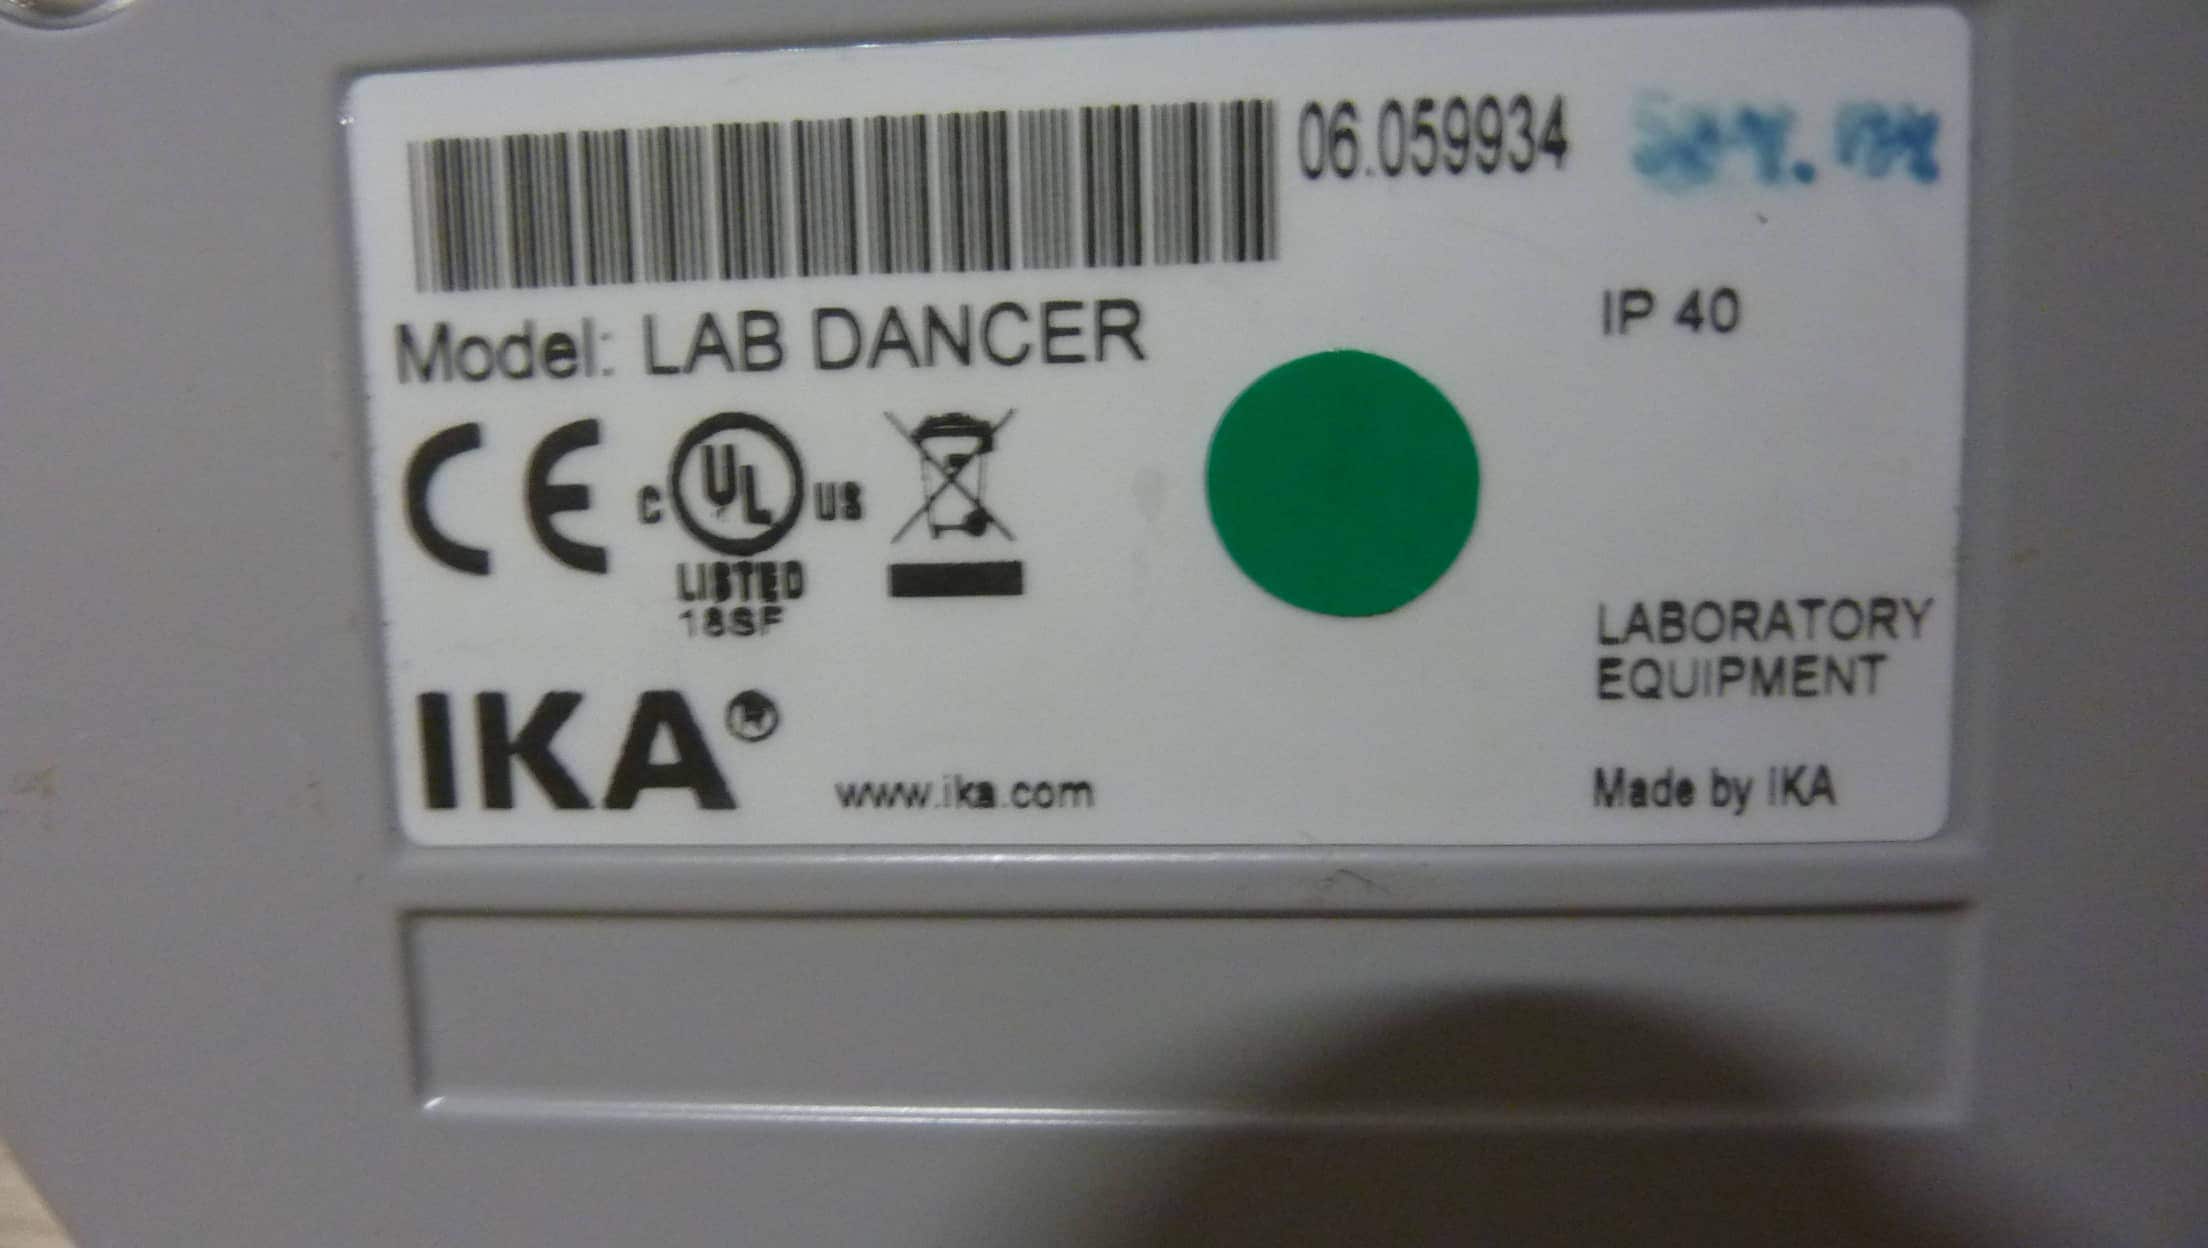 06.059934
Model: LAB DANCER
IP 40
CE
C UL US
LISTED
18SF
LABORATORY
EQUIPMENT
IKA®
www.ika.com
Made by IKA